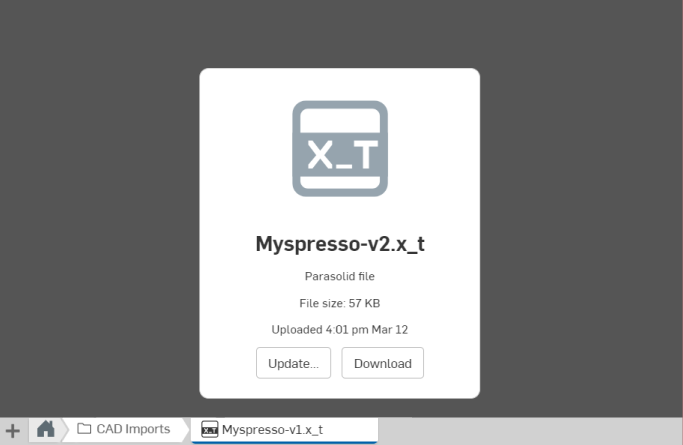 X_T
Myspresso-v2.x_t
Parasolid file
File size: 57 KB
Uploaded 4:01 pm Mar 12
Update... Download
CAD Imports X_T Myspresso-v1.x_t